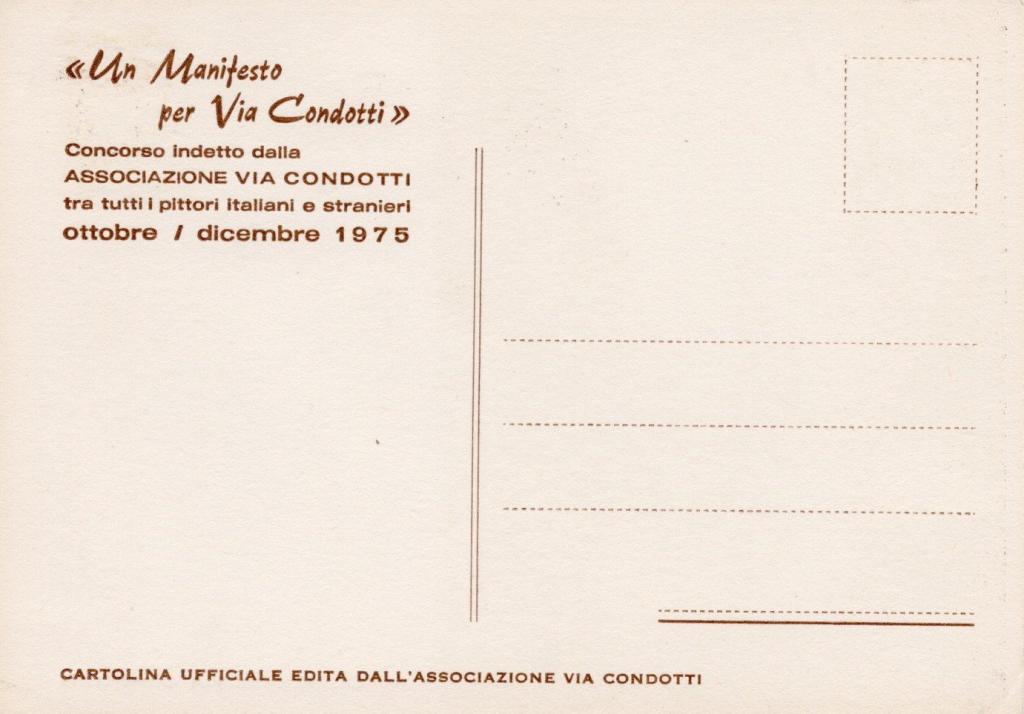 «Un Manifesto
per Via Condotti»
Concorso indetto dalla
ASSOCIAZIONE VIA CONDOTTI
tra tutti i pittori italiani e stranieri
ottobre / dicembre 1975
CARTOLINA UFFICIALE EDITA DALL'ASSOCIAZIONE VIA CONDOTTI